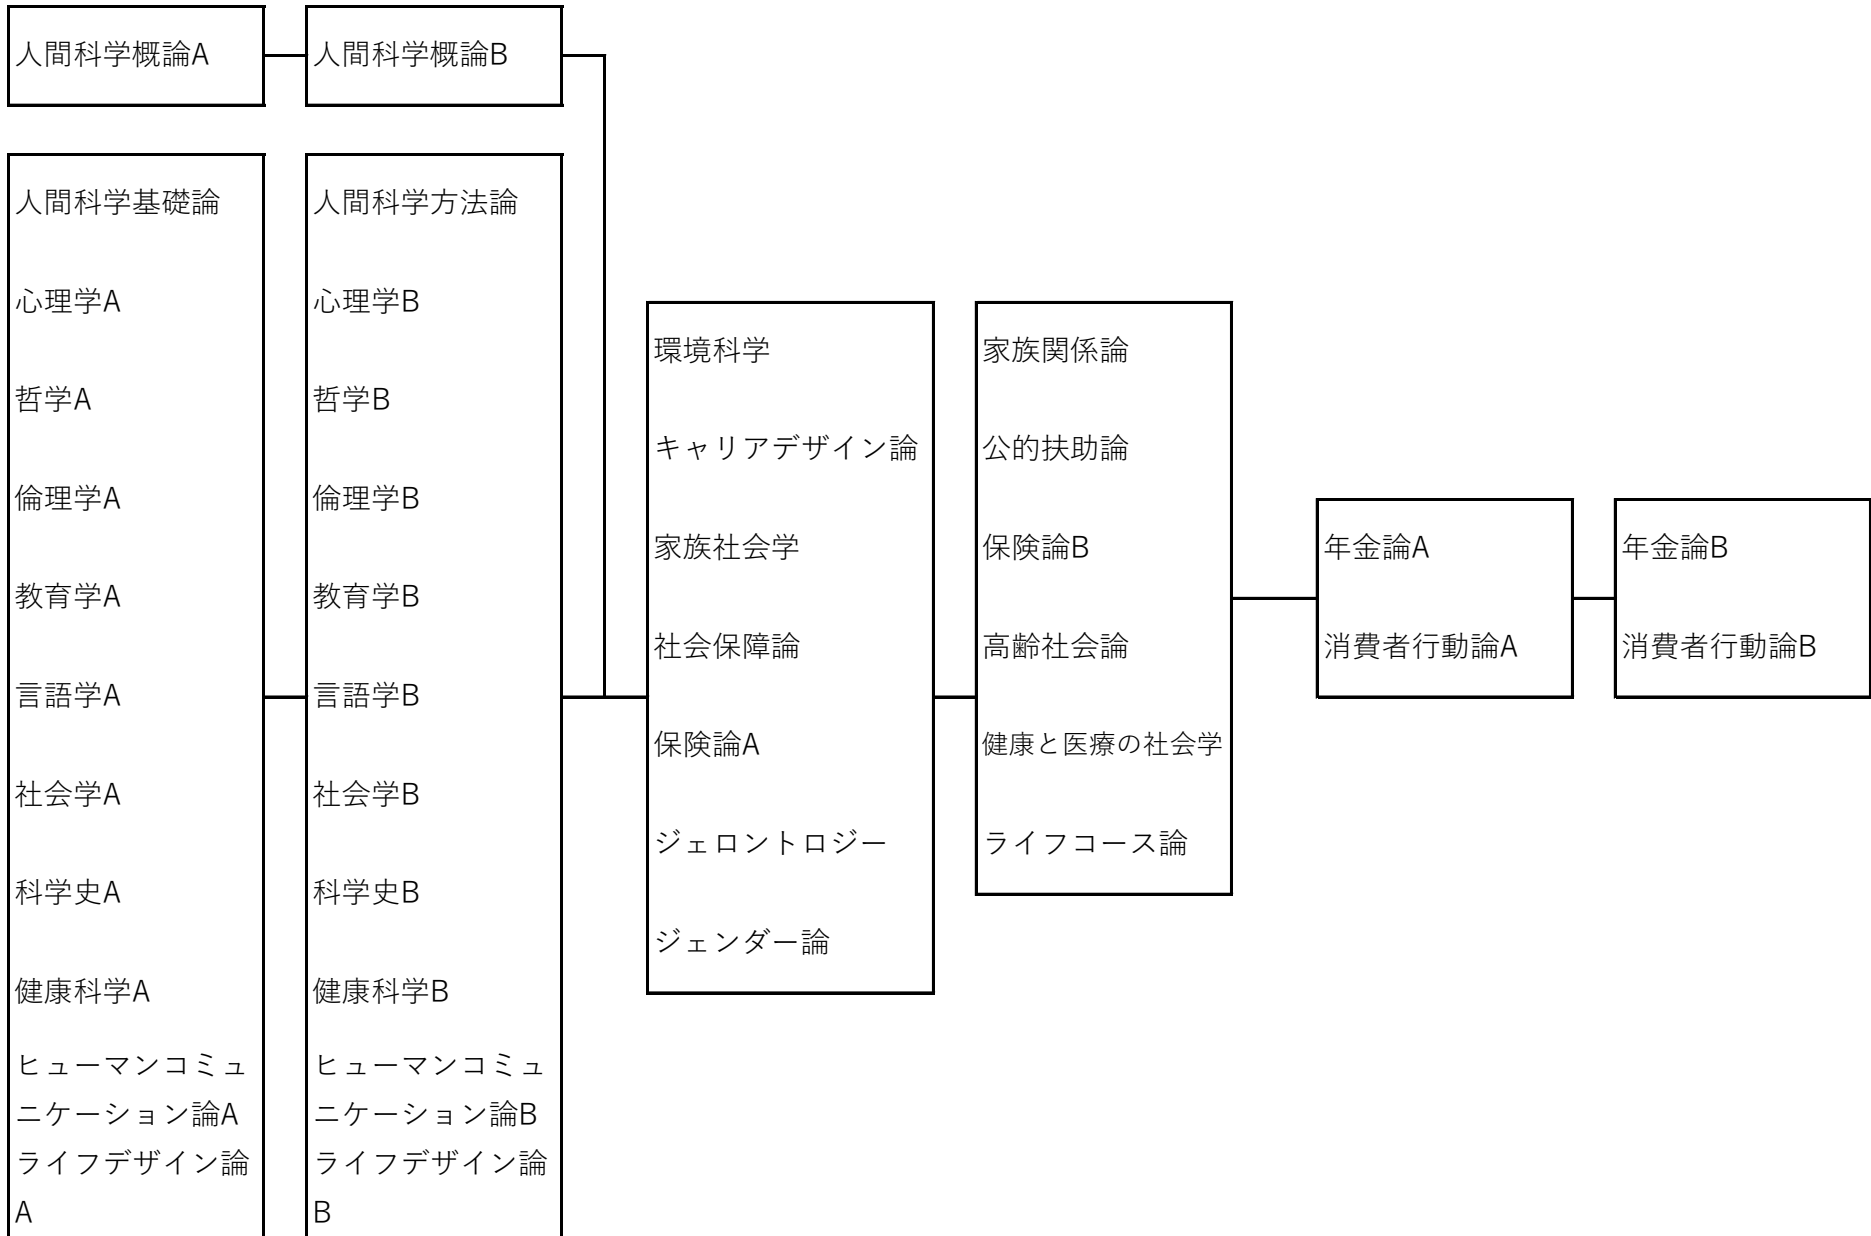 人間科学概論A
人間科学概論B
人間科学基礎論
心理学A
哲学A
倫理学A
教育学A
言語学A
社会学A
科学史A
健康科学A
ヒューマンコミュ
ニケーション論A
ライフデザイン論
A
人間科学方法論
心理学B
哲学B
倫理学B
教育学B
言語学B
社会学B
科学史B
健康科学B
ヒューマンコミュ
ニケーション論B
ライフデザイン論
B
環境科学
キャリアデザイン論
家族社会学
社会保障論
保険論A
ジェロントロジー
ジェンダー論
家族関係論
公的扶助論
保険論B
高齢社会論
健康と医療の社会学
ライフコース論
年金論A
消費者行動論A
年金論B
消費者行動論B